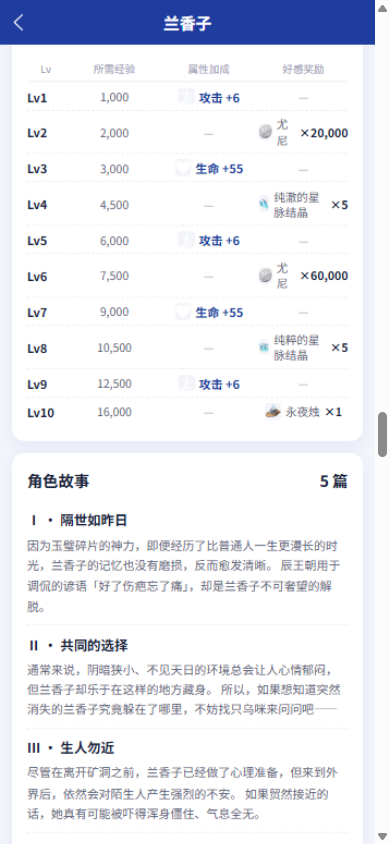 兰香子
Lv 所需经验 属性加成 好感奖励
Lv1 1,000 攻击 +6 —
Lv2 2,000 — 尤尼 ×20,000
Lv3 3,000 生命 +55 —
Lv4 4,500 — 纯澈的星脉结晶 ×5
Lv5 6,000 攻击 +6 —
Lv6 7,500 — 尤尼 ×60,000
Lv7 9,000 生命 +55 —
Lv8 10,500 — 纯粹的星脉结晶 ×5
Lv9 12,500 攻击 +6 —
Lv10 16,000 — 永夜烛 ×1
角色故事 5 篇
Ⅰ · 隔世如昨日
因为玉璧碎片的神力，即便经历了比普通人一生更漫长的时
光，兰香子的记忆也没有磨损，反而愈发清晰。 辰王朝用于
调侃的谚语「好了伤疤忘了痛」，却是兰香子不可奢望的解
脱。
Ⅱ · 共同的选择
通常来说，阴暗狭小、不见天日的环境总会让人心情郁闷，
但兰香子却乐于在这样的地方藏身。 所以，如果想知道突然
消失的兰香子究竟躲在了哪里，不妨找只乌咪来问问吧——
Ⅲ · 生人勿近
尽管在离开矿洞之前，兰香子已经做了心理准备，但来到外
界后，依然会对陌生人产生强烈的不安。 如果贸然接近的
话，她真有可能被吓得浑身僵住、气息全无。